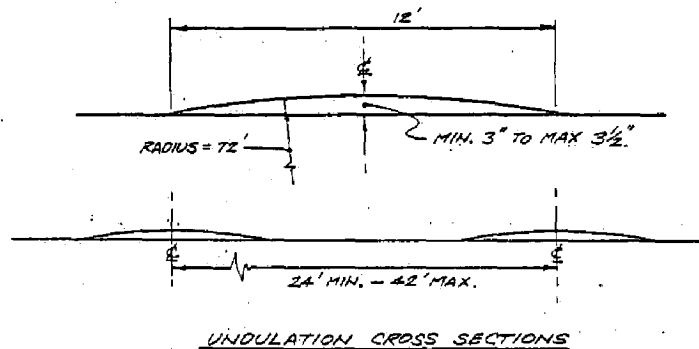 12'
℄
RADIUS = 72'
MIN. 3" TO MAX 3½"
℄
℄
24' MIN. - 42' MAX.
UNDULATION CROSS SECTIONS